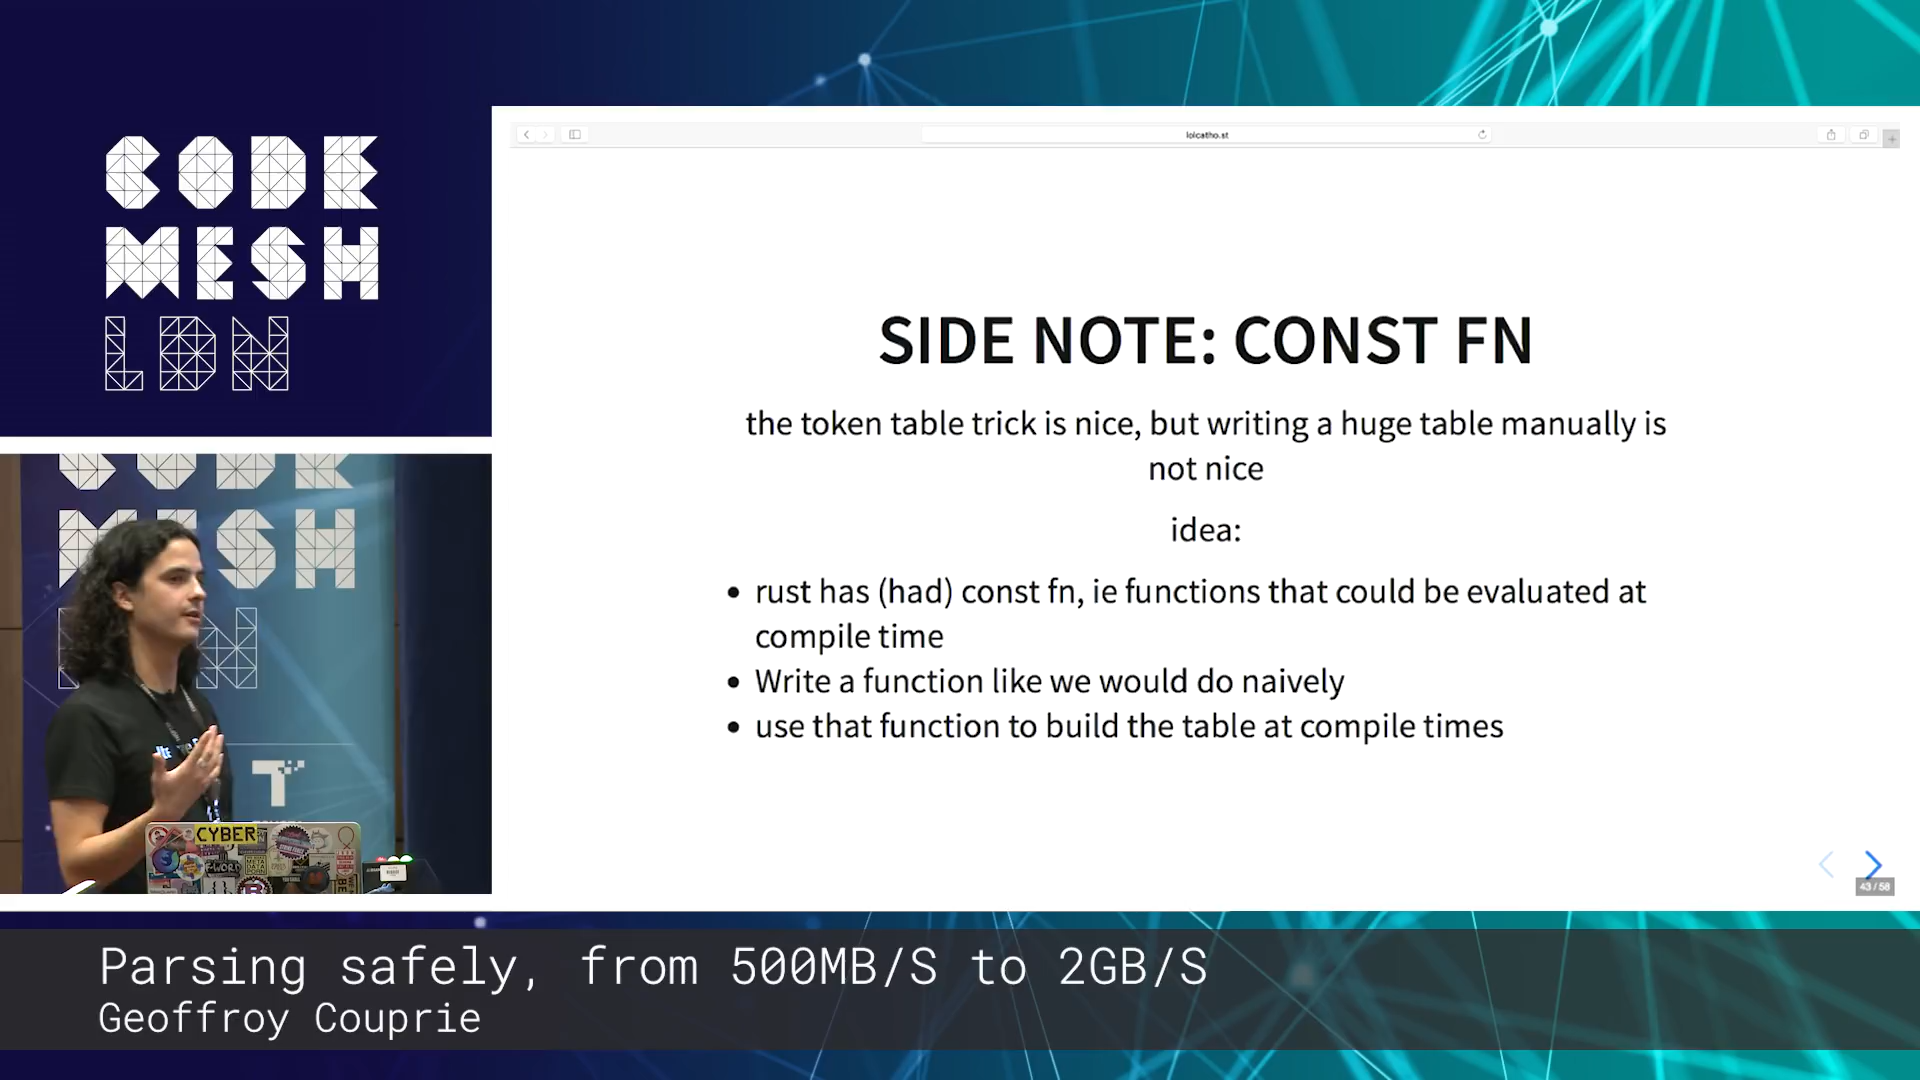 CODE
MESH
LDN
lolcatho.st
SIDE NOTE: CONST FN
the token table trick is nice, but writing a huge table manually is
not nice
idea:
• rust has (had) const fn, ie functions that could be evaluated at
compile time
• Write a function like we would do naively
• use that function to build the table at compile times
43 / 58
CODE
MESH
LDN
T
CYBER
Parsing safely, from 500MB/S to 2GB/S
Geoffroy Couprie